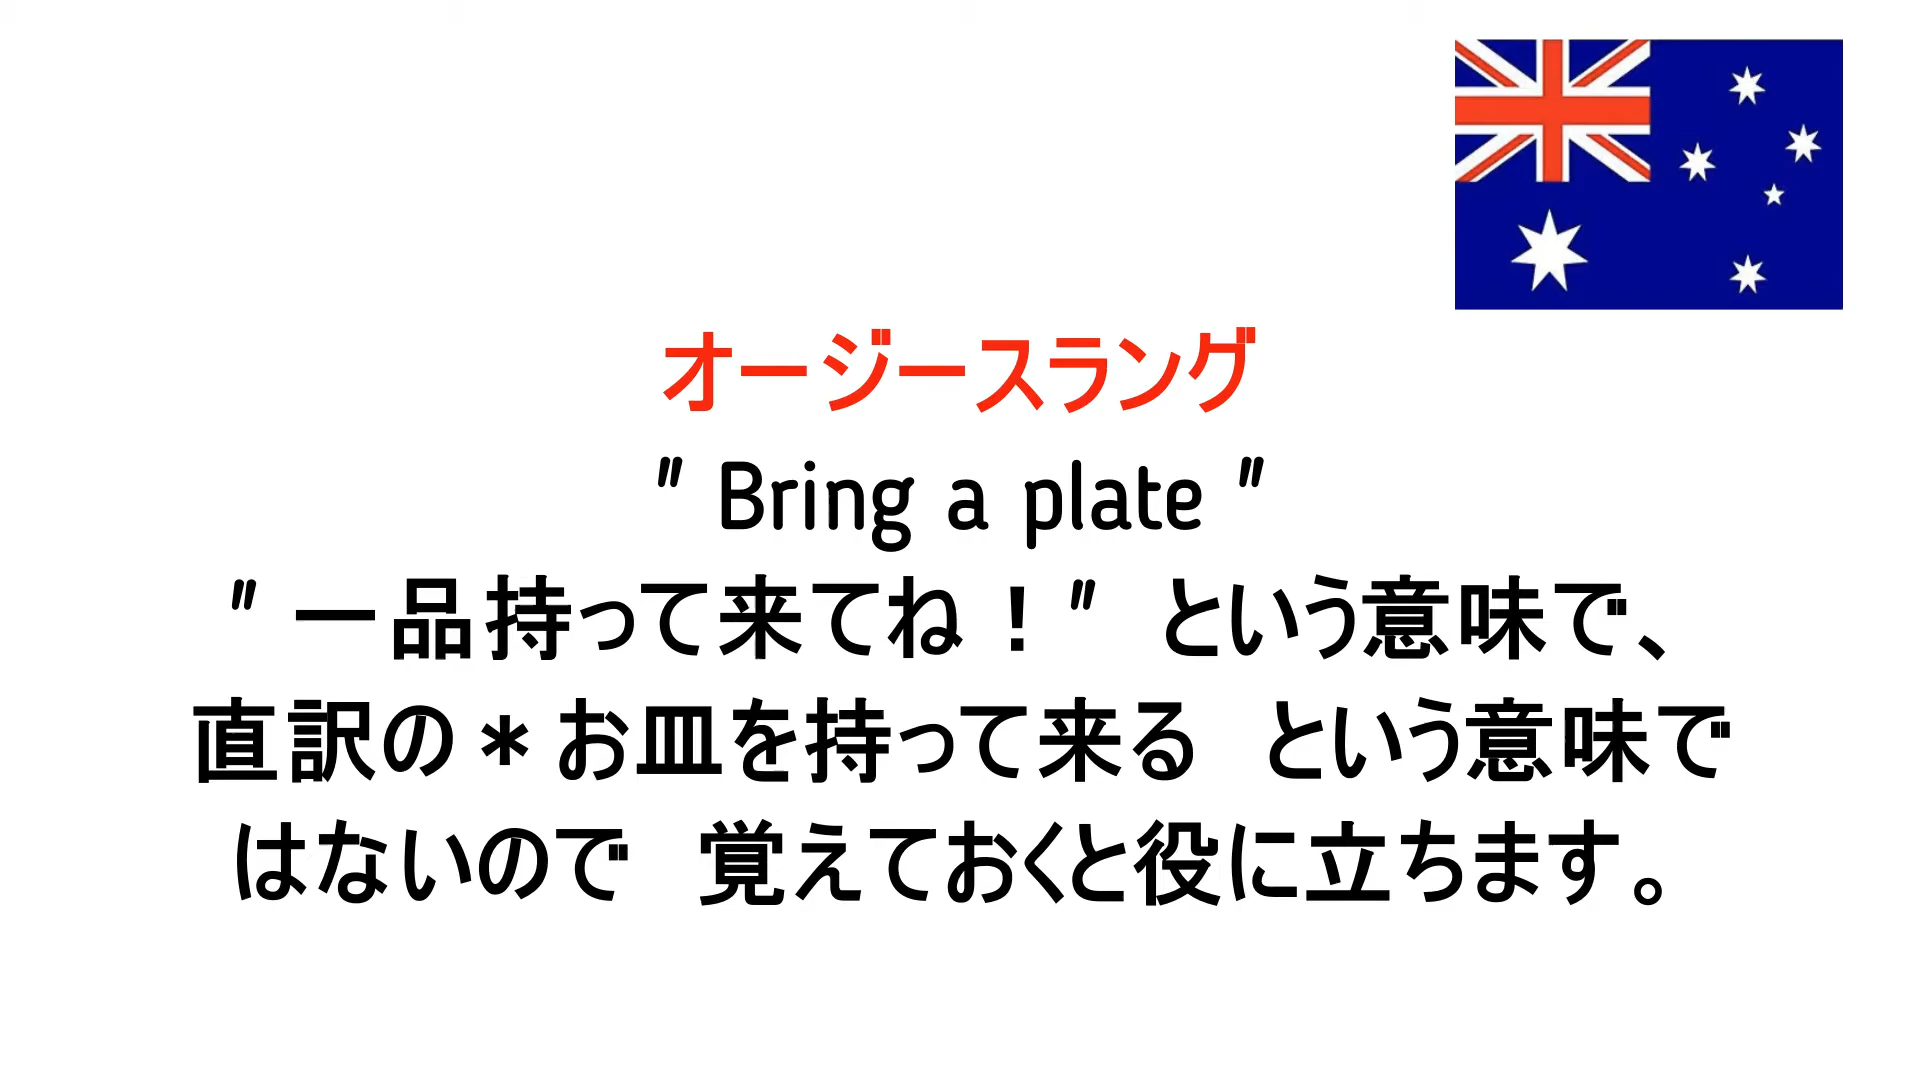 オージースラング
" Bring a plate "
" 一品持って来てね！" という意味で、
直訳の＊お皿を持って来る　という意味で
はないので　覚えておくと役に立ちます。